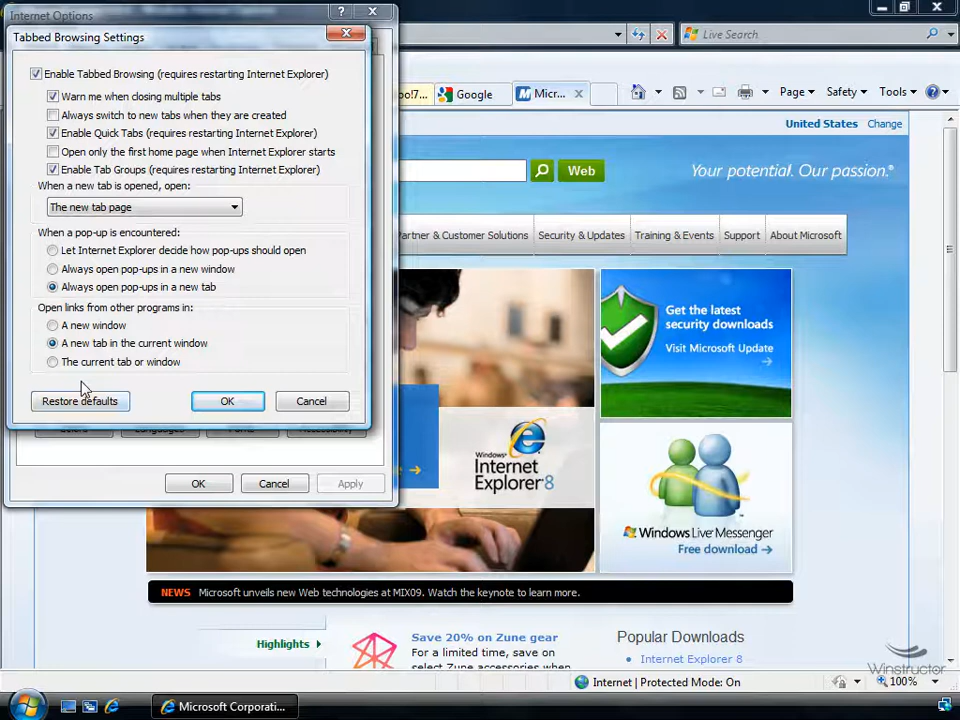 Internet Options
?
Tabbed Browsing Settings
Live Search
Enable Tabbed Browsing (requires restarting Internet Explorer)
Warn me when closing multiple tabs
Always switch to new tabs when they are created
Enable Quick Tabs (requires restarting Internet Explorer)
Open only the first home page when Internet Explorer starts
Enable Tab Groups (requires restarting Internet Explorer)
When a new tab is opened, open:
The new tab page
When a pop-up is encountered:
Let Internet Explorer decide how pop-ups should open
Always open pop-ups in a new window
Always open pop-ups in a new tab
Open links from other programs in:
A new window
A new tab in the current window
The current tab or window
Restore defaults
OK
Cancel
OK
Cancel
Apply
oo!7...
Google
Micr...
Page
Safety
Tools
United States Change
Web
Your potential. Our passion.®
Partner & Customer Solutions
Security & Updates
Training & Events
Support
About Microsoft
Get the latest
security downloads
Visit Microsoft Update
Windows®
Internet
Explorer 8
Windows Live Messenger
Free download
NEWS Microsoft unveils new Web technologies at MIX09. Watch the keynote to learn more.
Highlights
Save 20% on Zune gear
For a limited time, save on
select Zune accessories when
Popular Downloads
Internet Explorer 8
Winstructor
Internet | Protected Mode: On
100%
Microsoft Corporati...